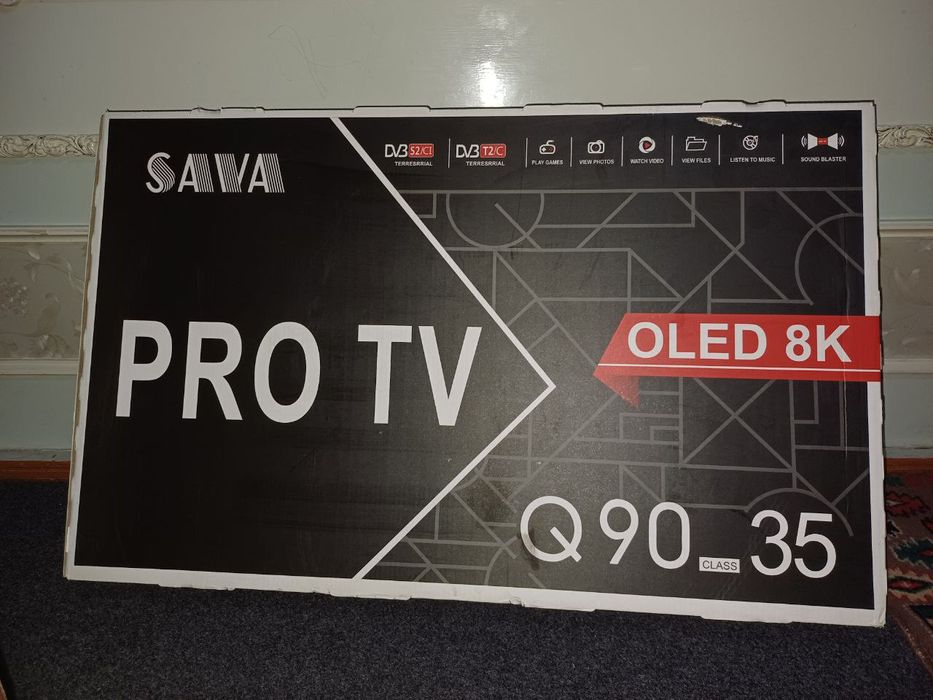 SAVA
DVB S2/CI
TERRESRRIAL
DVB T2/C
TERRESRRIAL
PLAY GAMES
VIEW PHOTOS
WATCH VIDEO
VIEW FILES
LISTEN TO MUSIC
SOUND BLASTER
PRO TV
OLED 8K
Q90 CLASS 35